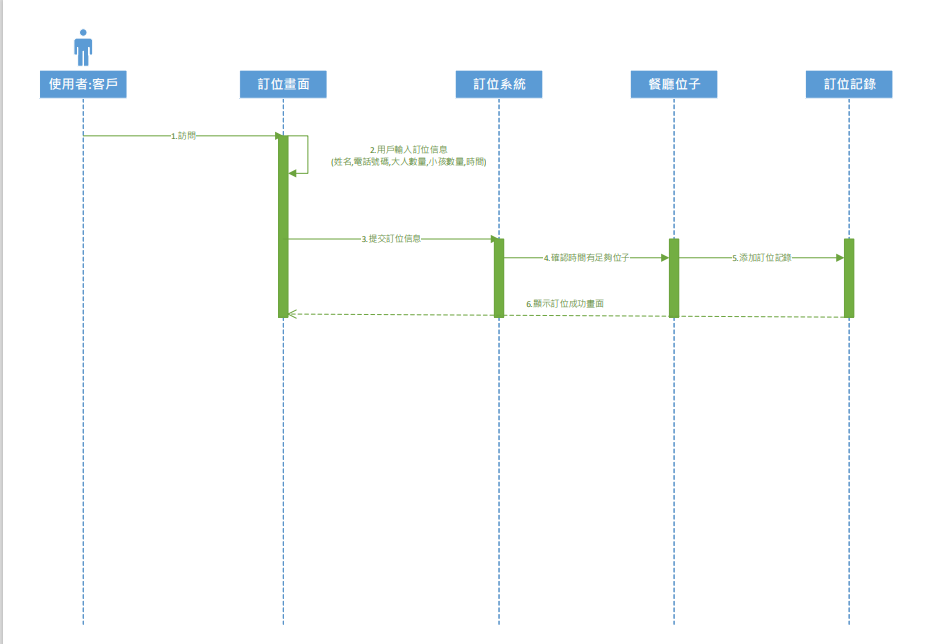 使用者:客戶
訂位畫面
訂位系統
餐廳位子
訂位記錄
1.訪問
2.用戶輸入訂位信息
(姓名,電話號碼,大人數量,小孩數量,時間)
3.提交訂位信息
4.確認時間有足夠位子
5.添加訂位記錄
6.顯示訂位成功畫面